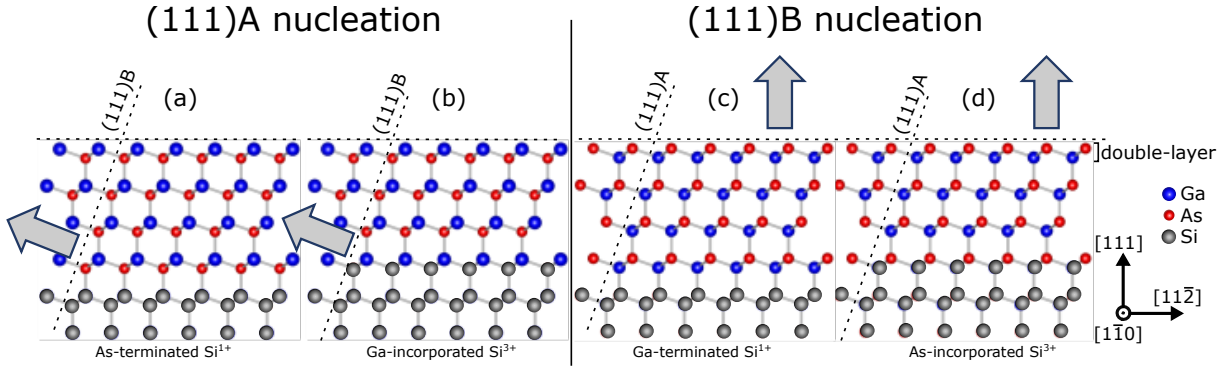 (111)A nucleation
(111)B nucleation
(111)B
(a)
(111)B
(b)
(111)A
(c)
(111)A
(d)
double-layer
Ga
As
Si
[111]
[112̄]
[11̄0]
As-terminated Si¹⁺
Ga-incorporated Si³⁺
Ga-terminated Si¹⁺
As-incorporated Si³⁺